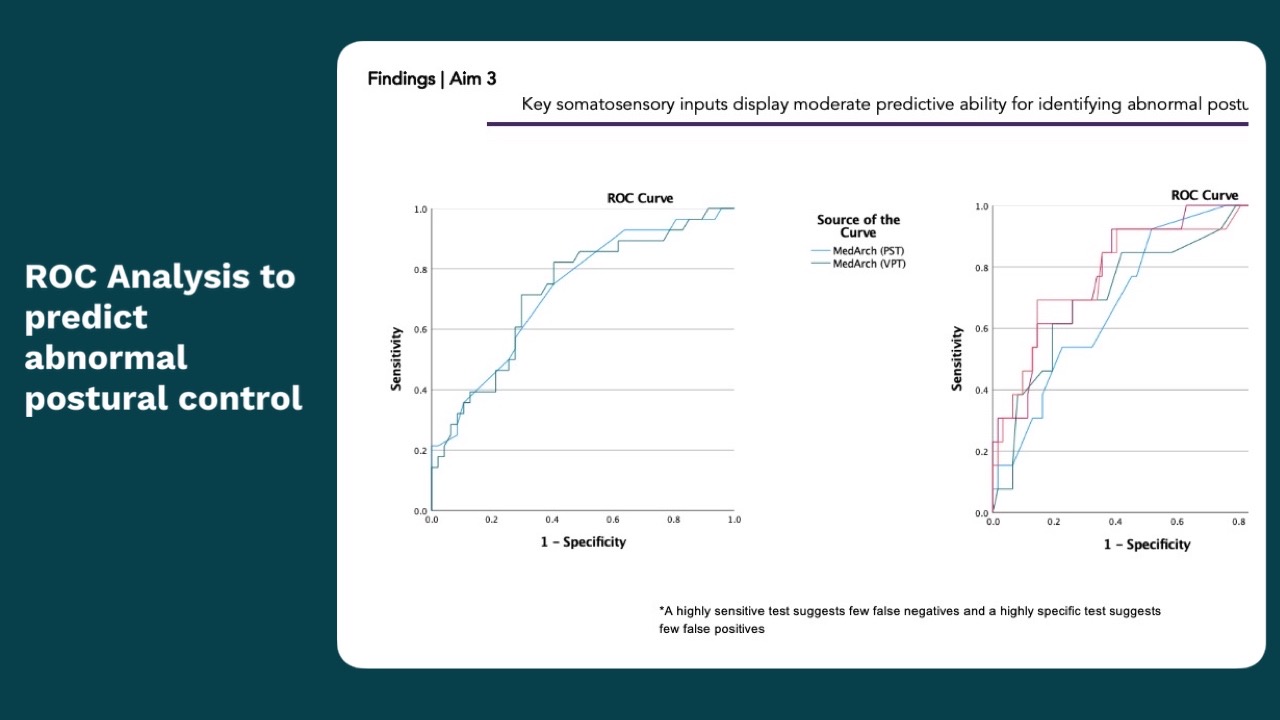 ROC Analysis to
predict
abnormal
postural control
Findings | Aim 3
Key somatosensory inputs display moderate predictive ability for identifying abnormal postu
ROC Curve
1.0
0.8
0.6
0.4
0.2
0.0
Sensitivity
0.0 0.2 0.4 0.6 0.8 1.0
1 – Specificity
Source of the
Curve
MedArch (PST)
MedArch (VPT)
ROC Curve
1.0
0.8
0.6
0.4
0.2
0.0
Sensitivity
0.0 0.2 0.4 0.6 0.8
1 – Specificity
*A highly sensitive test suggests few false negatives and a highly specific test suggests
few false positives